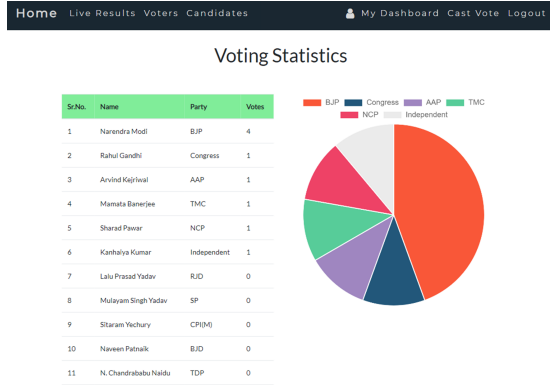 Home Live Results Voters Candidates My Dashboard Cast Vote Logout
Voting Statistics
Sr.No. Name Party Votes
1 Narendra Modi BJP 4
2 Rahul Gandhi Congress 1
3 Arvind Kejriwal AAP 1
4 Mamata Banerjee TMC 1
5 Sharad Pawar NCP 1
6 Kanhaiya Kumar Independent 1
7 Lalu Prasad Yadav RJD 0
8 Mulayam Singh Yadav SP 0
9 Sitaram Yechury CPI(M) 0
10 Naveen Patnaik BJD 0
11 N. Chandrababu Naidu TDP 0
BJP Congress AAP TMC
NCP Independent